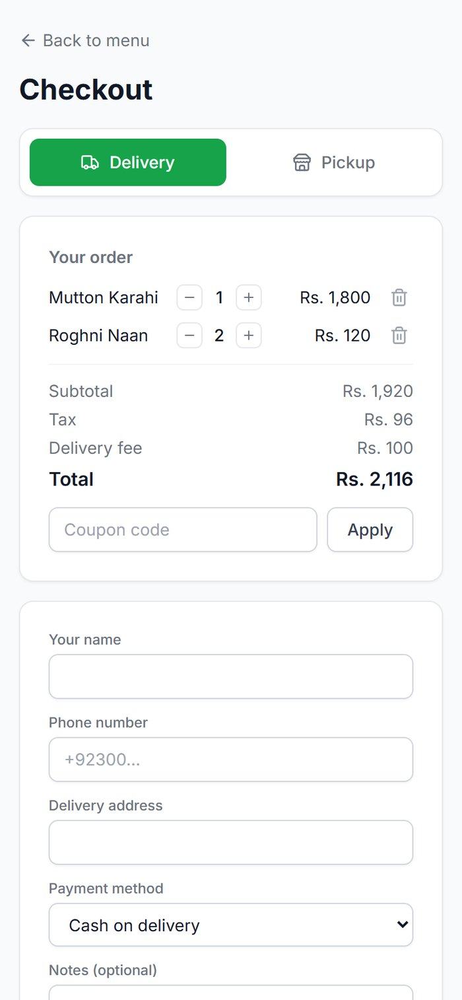 Back to menu
Checkout
Delivery Pickup
Your order
Mutton Karahi 1 Rs. 1,800
Roghni Naan 2 Rs. 120
Subtotal Rs. 1,920
Tax Rs. 96
Delivery fee Rs. 100
Total Rs. 2,116
Coupon code Apply
Your name
Phone number
+92300...
Delivery address
Payment method
Cash on delivery
Notes (optional)